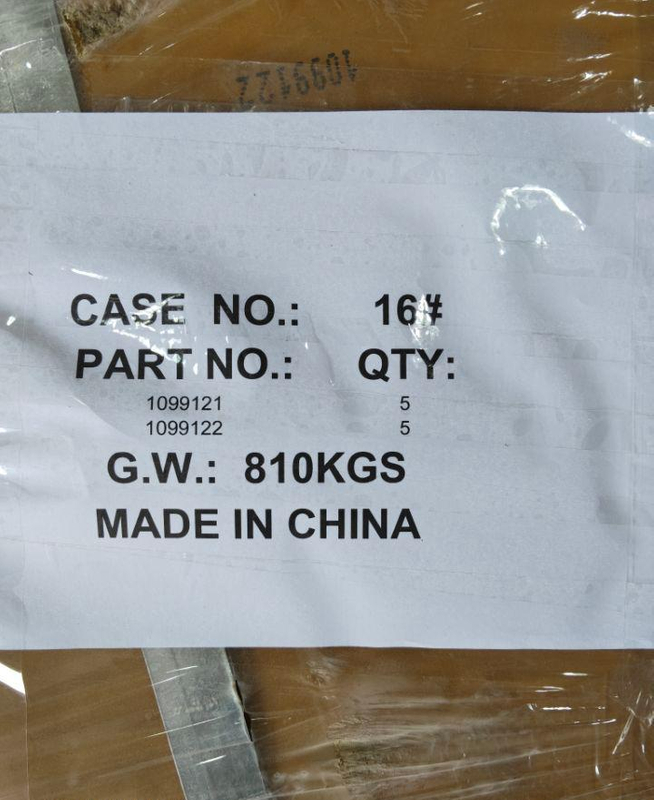 1099122
CASE NO.: 16#
PART NO.: QTY:
1099121 5
1099122 5
G.W.: 810KGS
MADE IN CHINA